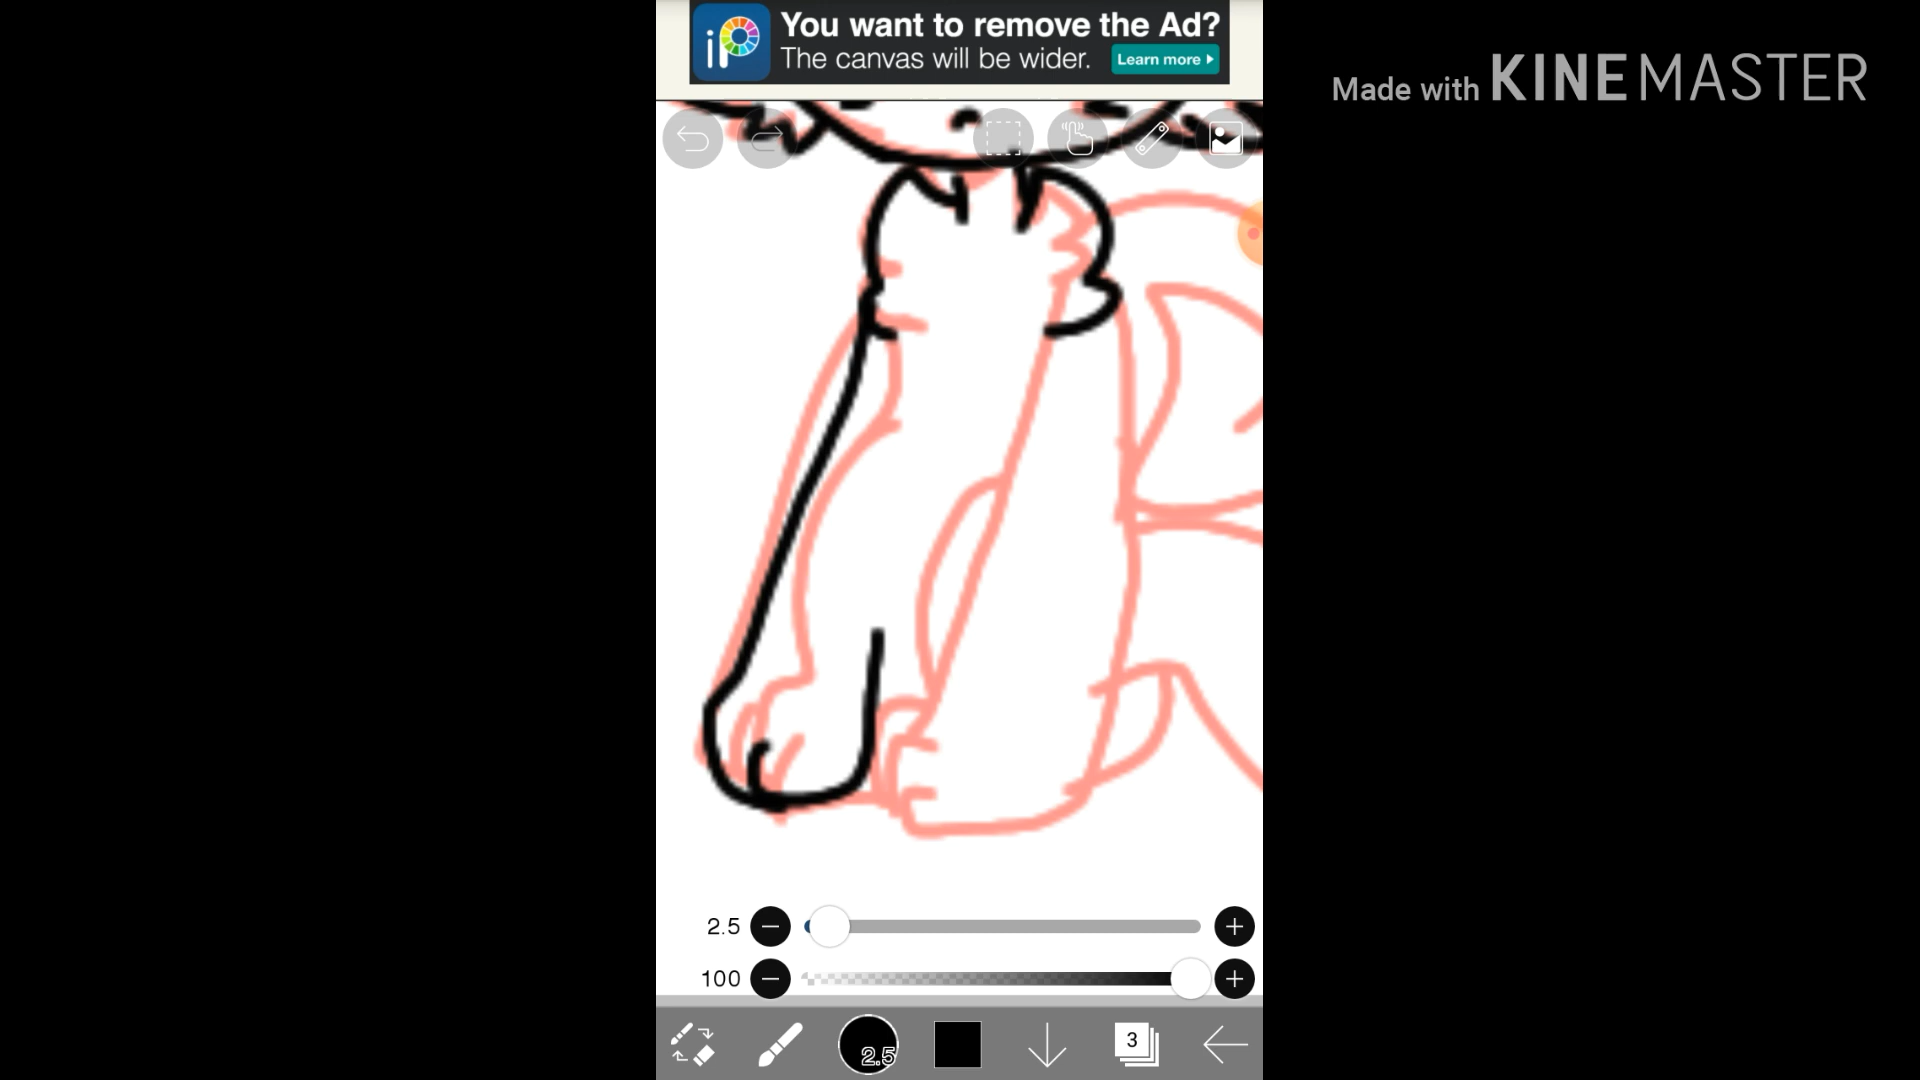 iP
You want to remove the Ad?
The canvas will be wider.
Learn more
Made with KINEMASTER
2.5
100
2.5
3